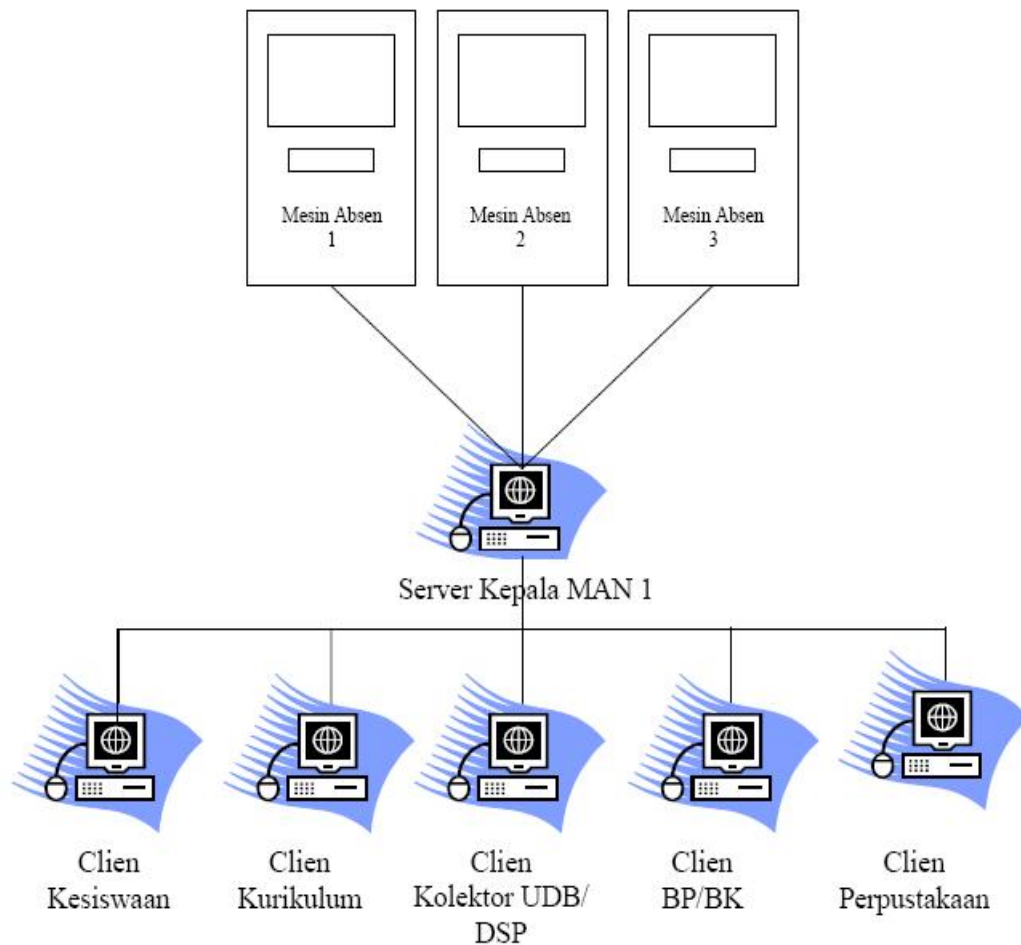 Mesin Absen
1
Mesin Absen
2
Mesin Absen
3
Server Kepala MAN 1
Clien
Kesiswaan
Clien
Kurikulum
Clien
Kolektor UDB/
DSP
Clien
BP/BK
Clien
Perpustakaan